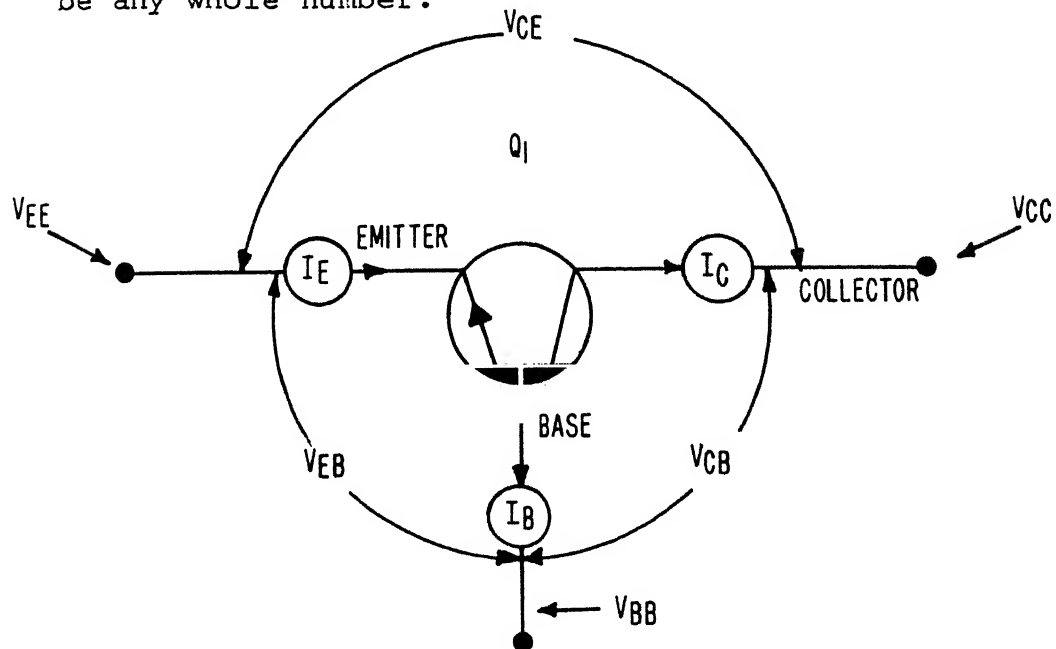 be any whole number.
VCE
Q1
VEE
VCC
EMITTER
IE
IC
COLLECTOR
BASE
VEB
VCB
IB
VBB